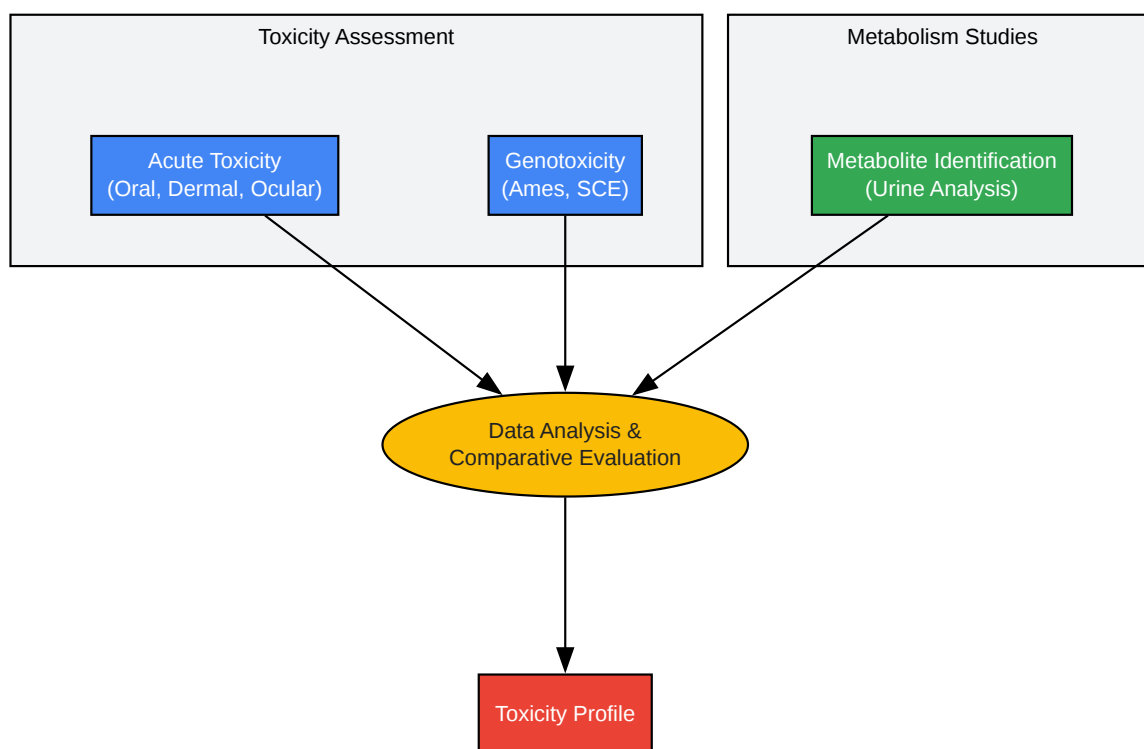 Toxicity Assessment
Metabolism Studies
Acute Toxicity
(Oral, Dermal, Ocular)
Genotoxicity
(Ames, SCE)
Metabolite Identification
(Urine Analysis)
Data Analysis &
Comparative Evaluation
Toxicity Profile